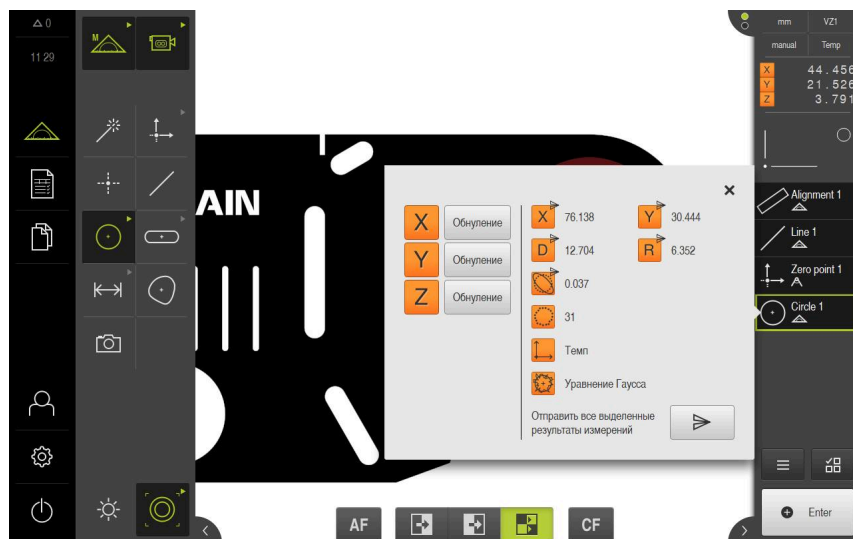 0
11 29
M
AIN
X Обнуление
Y Обнуление
Z Обнуление
X 76.138 Y 30.444
D 12.704 R 6.352
0.037
31
Темп
Уравнение Гаусса
Отправить все выделенные
результаты измерений
AF
CF
mm VZ1
manual Temp
X 44.456
Y 21.526
Z 3.791
Alignment 1
Line 1
Zero point 1
Circle 1
Enter